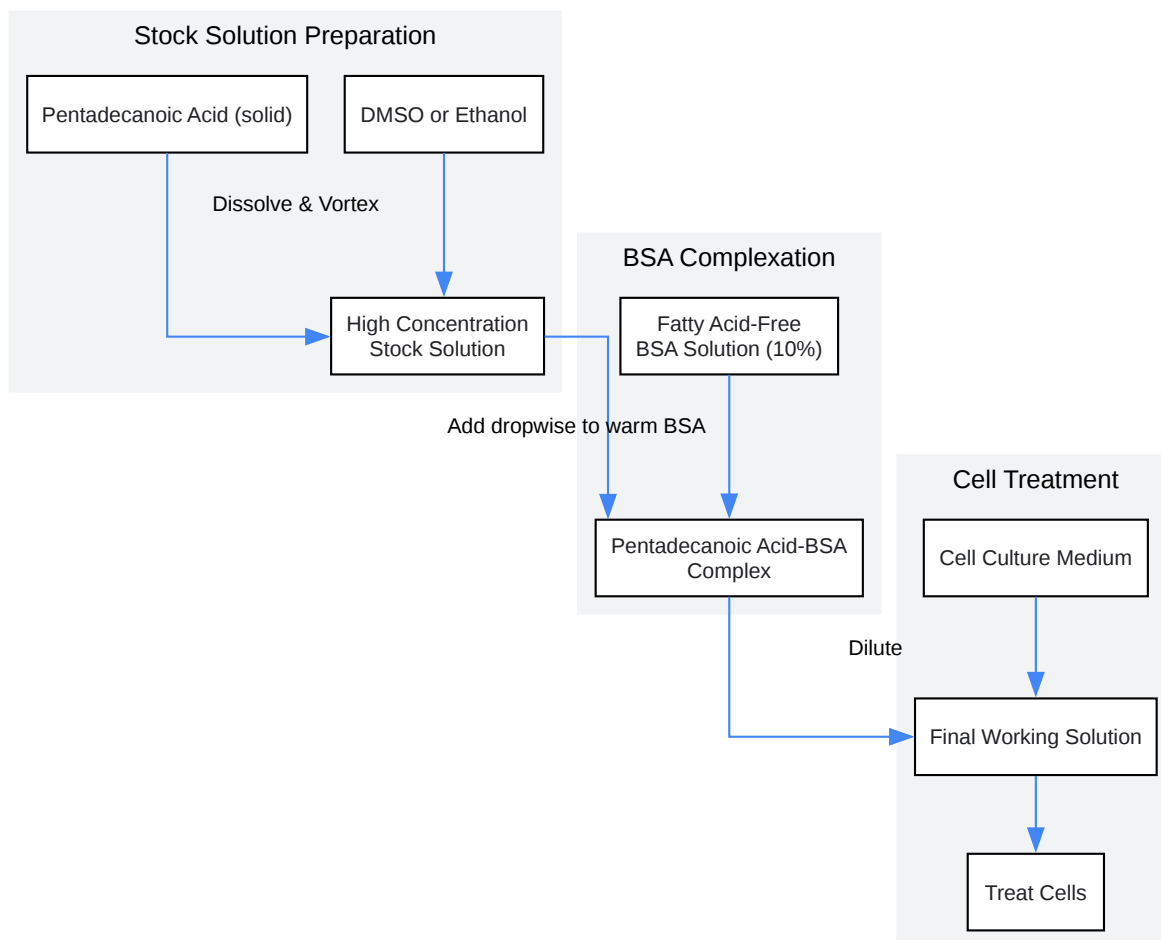 Stock Solution Preparation
Pentadecanoic Acid (solid)
DMSO or Ethanol
Dissolve & Vortex
High Concentration
Stock Solution
BSA Complexation
Fatty Acid-Free
BSA Solution (10%)
Add dropwise to warm BSA
Pentadecanoic Acid-BSA
Complex
Cell Treatment
Cell Culture Medium
Dilute
Final Working Solution
Treat Cells